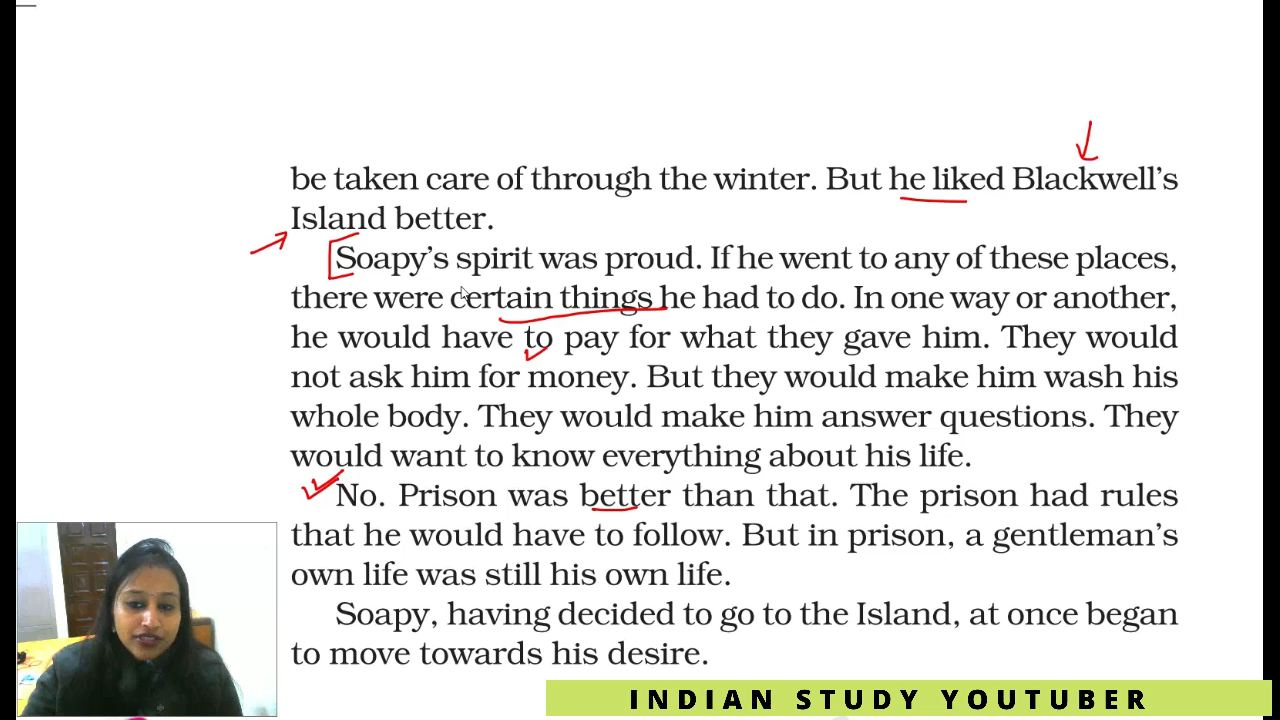 be taken care of through the winter. But he liked Blackwell’s
Island better.
Soapy’s spirit was proud. If he went to any of these places,
there were certain things he had to do. In one way or another,
he would have to pay for what they gave him. They would
not ask him for money. But they would make him wash his
whole body. They would make him answer questions. They
would want to know everything about his life.
No. Prison was better than that. The prison had rules
that he would have to follow. But in prison, a gentleman’s
own life was still his own life.
Soapy, having decided to go to the Island, at once began
to move towards his desire.
INDIAN STUDY YOUTUBER